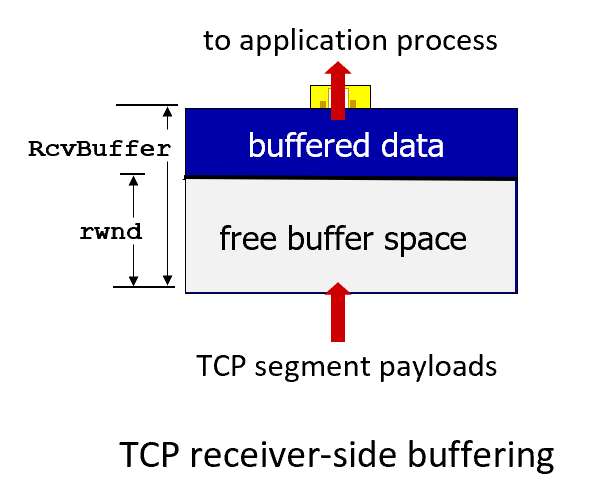 to application process
buffered data
RcvBuffer
rwnd
free buffer space
TCP segment payloads
TCP receiver-side buffering